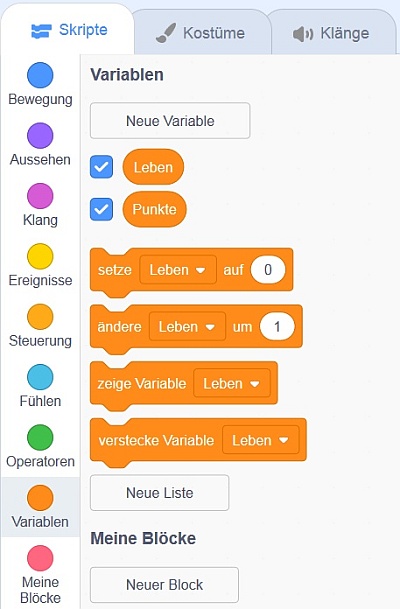 Skripte
Kostüme
Klänge
Bewegung
Aussehen
Klang
Ereignisse
Steuerung
Fühlen
Operatoren
Variablen
Meine
Blöcke
Variablen
Neue Variable
Leben
Punkte
setze Leben auf 0
ändere Leben um 1
zeige Variable Leben
verstecke Variable Leben
Neue Liste
Meine Blöcke
Neuer Block